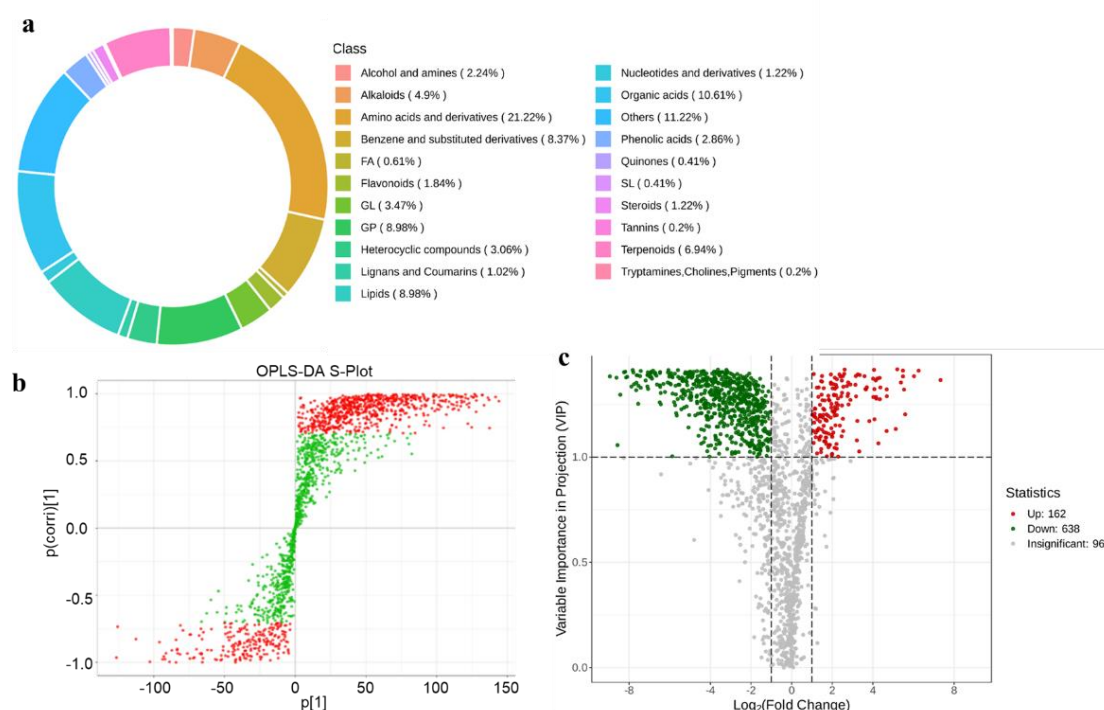 a
Class
Alcohol and amines ( 2.24% )
Alkaloids ( 4.9% )
Amino acids and derivatives ( 21.22% )
Benzene and substituted derivatives ( 8.37% )
FA ( 0.61% )
Flavonoids ( 1.84% )
GL ( 3.47% )
GP ( 8.98% )
Heterocyclic compounds ( 3.06% )
Lignans and Coumarins ( 1.02% )
Lipids ( 8.98% )
Nucleotides and derivatives ( 1.22% )
Organic acids ( 10.61% )
Others ( 11.22% )
Phenolic acids ( 2.86% )
Quinones ( 0.41% )
SL ( 0.41% )
Steroids ( 1.22% )
Tannins ( 0.2% )
Terpenoids ( 6.94% )
Tryptamines,Cholines,Pigments ( 0.2% )
b
OPLS-DA S-Plot
p(corri)[1]
1.0
0.5
0.0
-0.5
-1.0
-100
-50
0
50
100
150
p[1]
c
Variable Importance in Projection (VIP)
1.0
0.5
0.0
-8
-4
-2
0
2
4
8
Log2(Fold Change)
Statistics
Up: 162
Down: 638
Insignificant: 96